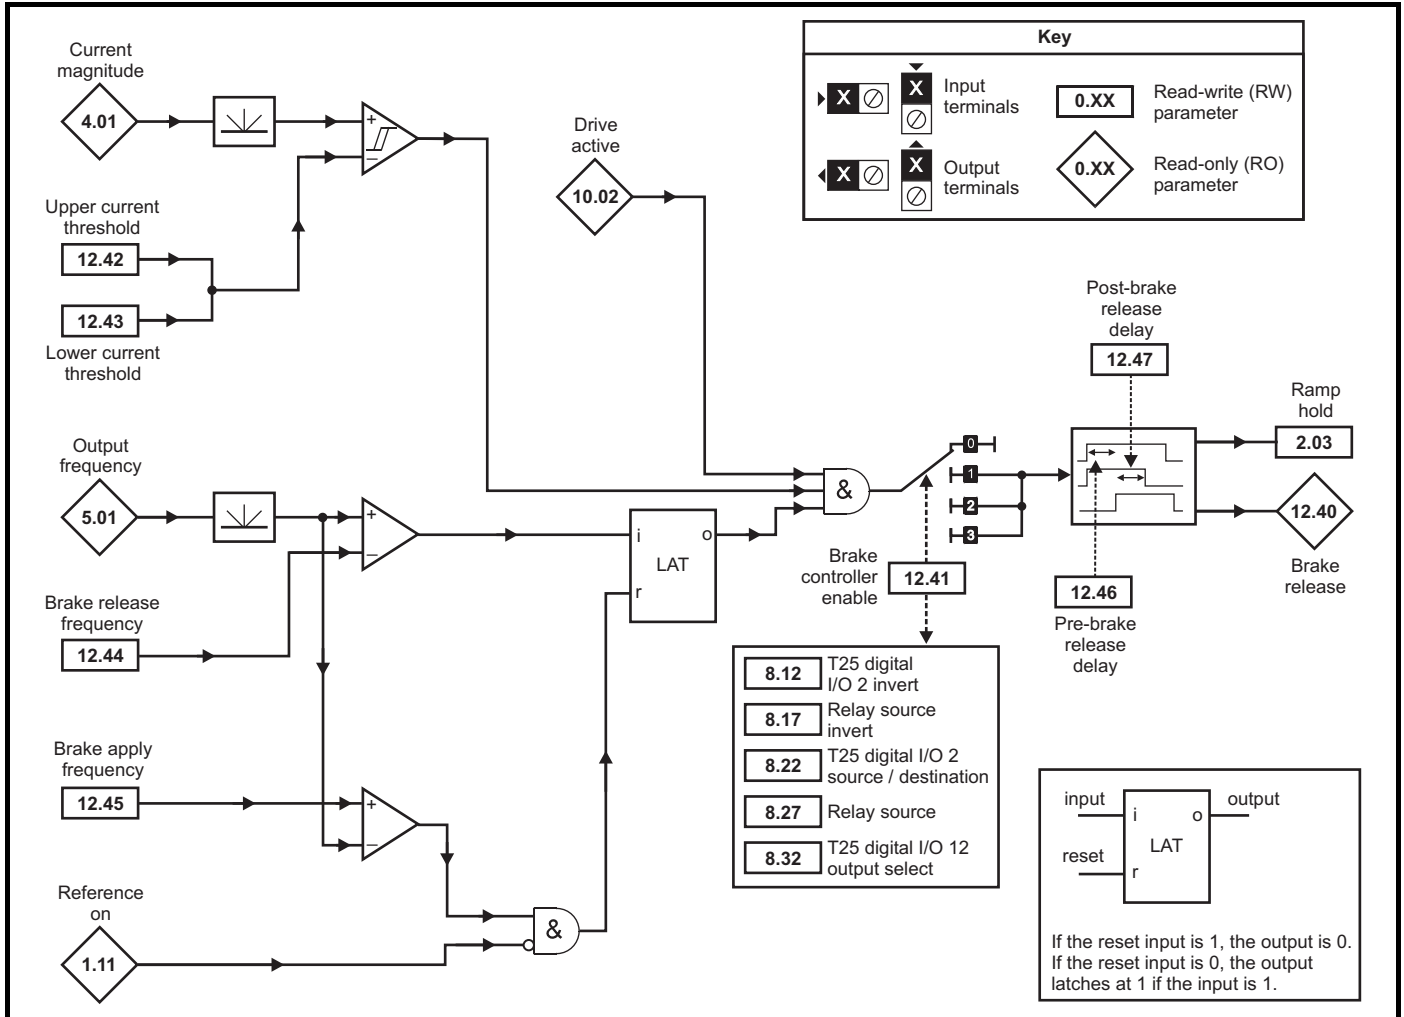 Current
magnitude
4.01
+
−
Upper current
threshold
12.42
12.43
Lower current
threshold
Drive
active
10.02
Key
X
X
Input
terminals
X
X
Output
terminals
0.XX
Read-write (RW)
parameter
0.XX
Read-only (RO)
parameter
Output
frequency
5.01
+
−
Brake release
frequency
12.44
i
o
LAT
r
&
0
1
2
3
Brake
controller
enable
12.41
Post-brake
release
delay
12.47
12.46
Pre-brake
release
delay
Ramp
hold
2.03
12.40
Brake
release
Brake apply
frequency
12.45
+
−
Reference
on
1.11
&
8.12 T25 digital
I/O 2 invert
8.17 Relay source
invert
8.22 T25 digital I/O 2
source / destination
8.27 Relay source
8.32 T25 digital I/O 12
output select
input
i
o
output
LAT
reset
r
If the reset input is 1, the output is 0.
If the reset input is 0, the output
latches at 1 if the input is 1.